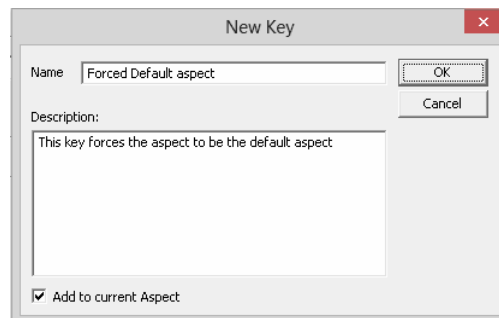 New Key
Name Forced Default aspect OK
Cancel
Description:
This key forces the aspect to be the default aspect
Add to current Aspect